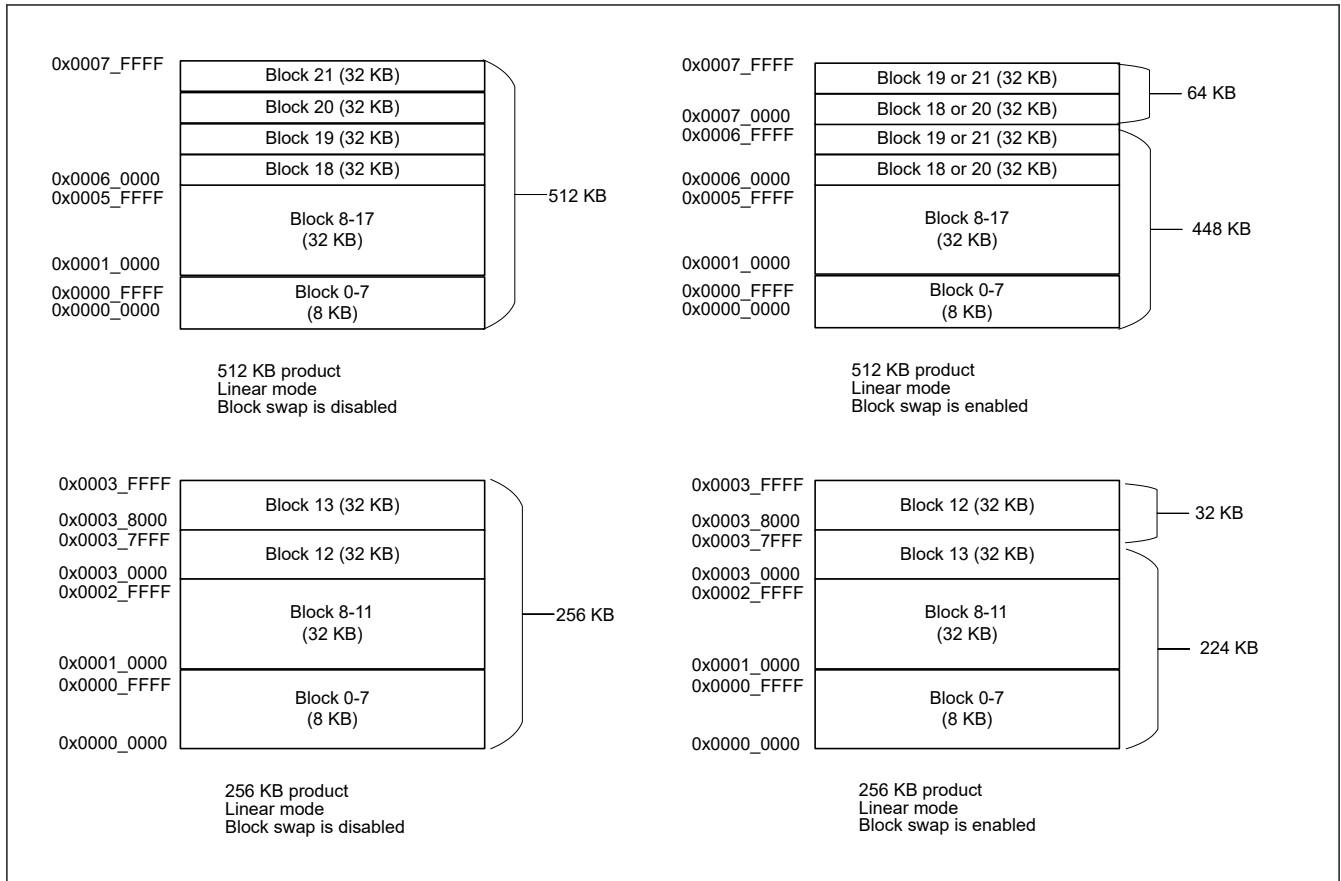 0x0007_FFFF
Block 21 (32 KB)
Block 20 (32 KB)
Block 19 (32 KB)
Block 18 (32 KB)
0x0006_0000
0x0005_FFFF
Block 8-17
(32 KB)
0x0001_0000
0x0000_FFFF
0x0000_0000
Block 0-7
(8 KB)
512 KB
512 KB product
Linear mode
Block swap is disabled
0x0007_FFFF
Block 19 or 21 (32 KB)
Block 18 or 20 (32 KB)
0x0007_0000
0x0006_FFFF
Block 19 or 21 (32 KB)
Block 18 or 20 (32 KB)
0x0006_0000
0x0005_FFFF
Block 8-17
(32 KB)
0x0001_0000
0x0000_FFFF
0x0000_0000
Block 0-7
(8 KB)
64 KB
448 KB
512 KB product
Linear mode
Block swap is enabled
0x0003_FFFF
Block 13 (32 KB)
0x0003_8000
0x0003_7FFF
Block 12 (32 KB)
0x0003_0000
0x0002_FFFF
Block 8-11
(32 KB)
0x0001_0000
0x0000_FFFF
Block 0-7
(8 KB)
0x0000_0000
256 KB
256 KB product
Linear mode
Block swap is disabled
0x0003_FFFF
Block 12 (32 KB)
0x0003_8000
0x0003_7FFF
Block 13 (32 KB)
0x0003_0000
0x0002_FFFF
Block 8-11
(32 KB)
0x0001_0000
0x0000_FFFF
Block 0-7
(8 KB)
0x0000_0000
32 KB
224 KB
256 KB product
Linear mode
Block swap is enabled